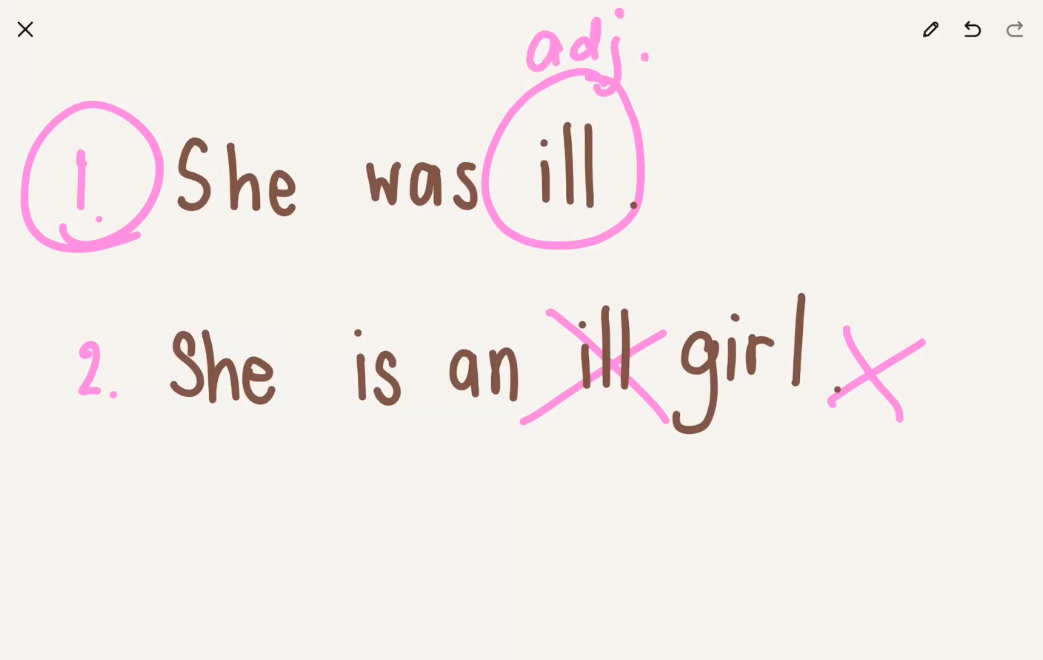 adj.
1. She was ill.
2. She is an ill girl.